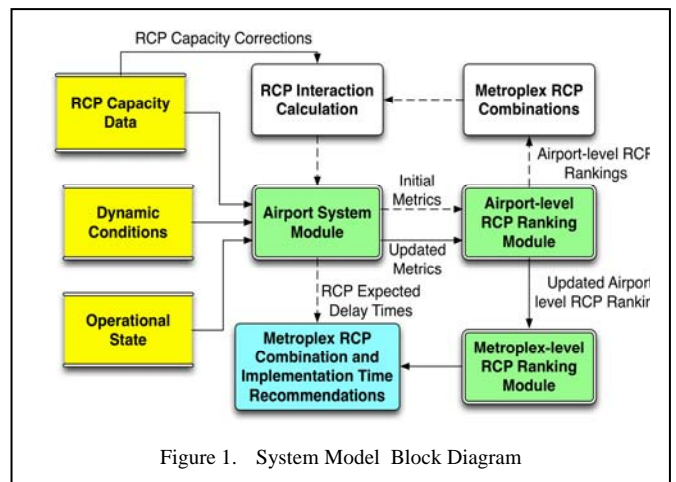 RCP Capacity Corrections
RCP Capacity
Data
RCP Interaction
Calculation
Metroplex RCP
Combinations
Airport-level RCP
Rankings
Dynamic
Conditions
Airport System
Module
Initial
Metrics
Updated
Metrics
Airport-level
RCP Ranking
Module
RCP Expected
Delay Times
Updated Airport
level RCP Rankin
Operational
State
Metroplex RCP
Combination and
Implementation Time
Recommendations
Metroplex-level
RCP Ranking
Module
Figure 1. System Model Block Diagram